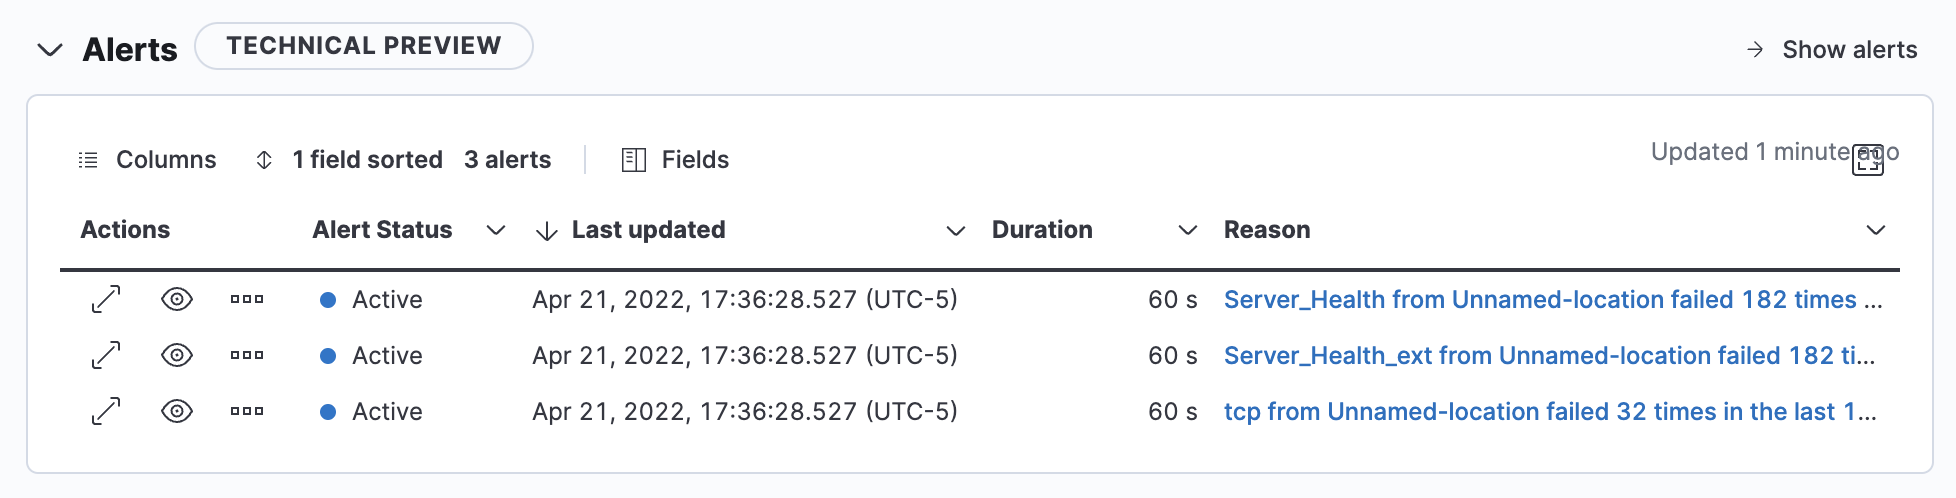 Alerts TECHNICAL PREVIEW Show alerts
Columns 1 field sorted 3 alerts Fields Updated 1 minute ago
Actions Alert Status Last updated Duration Reason
Active Apr 21, 2022, 17:36:28.527 (UTC-5) 60 s Server_Health from Unnamed-location failed 182 times ...
Active Apr 21, 2022, 17:36:28.527 (UTC-5) 60 s Server_Health_ext from Unnamed-location failed 182 ti...
Active Apr 21, 2022, 17:36:28.527 (UTC-5) 60 s tcp from Unnamed-location failed 32 times in the last 1...